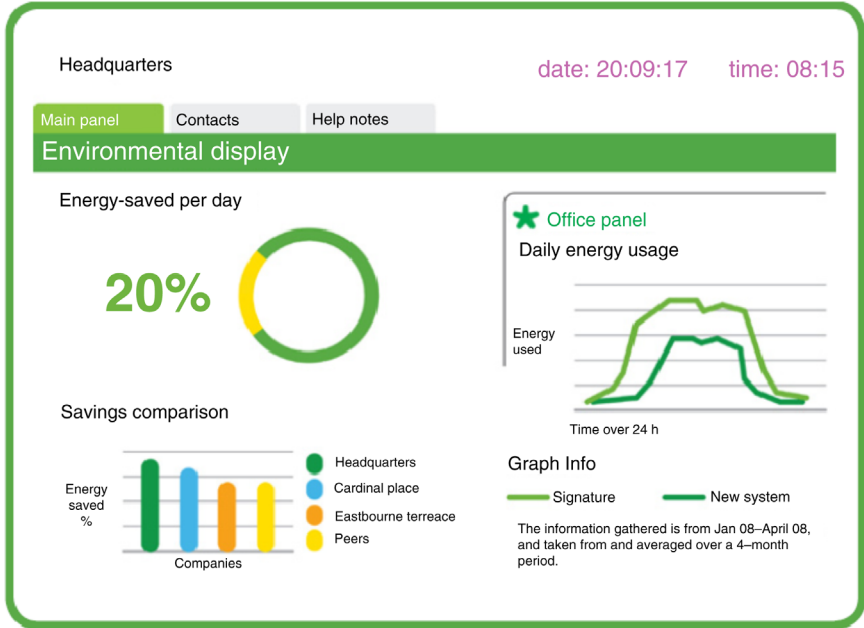 Headquarters
date: 20:09:17 time: 08:15
Main panel
Contacts
Help notes
Environmental display
Energy-saved per day
20%
Office panel
Daily energy usage
Energy
used
Time over 24 h
Savings comparison
Energy
saved
%
Companies
Headquarters
Cardinal place
Eastbourne terreace
Peers
Graph Info
Signature
New system
The information gathered is from Jan 08–April 08,
and taken from and averaged over a 4–month
period.